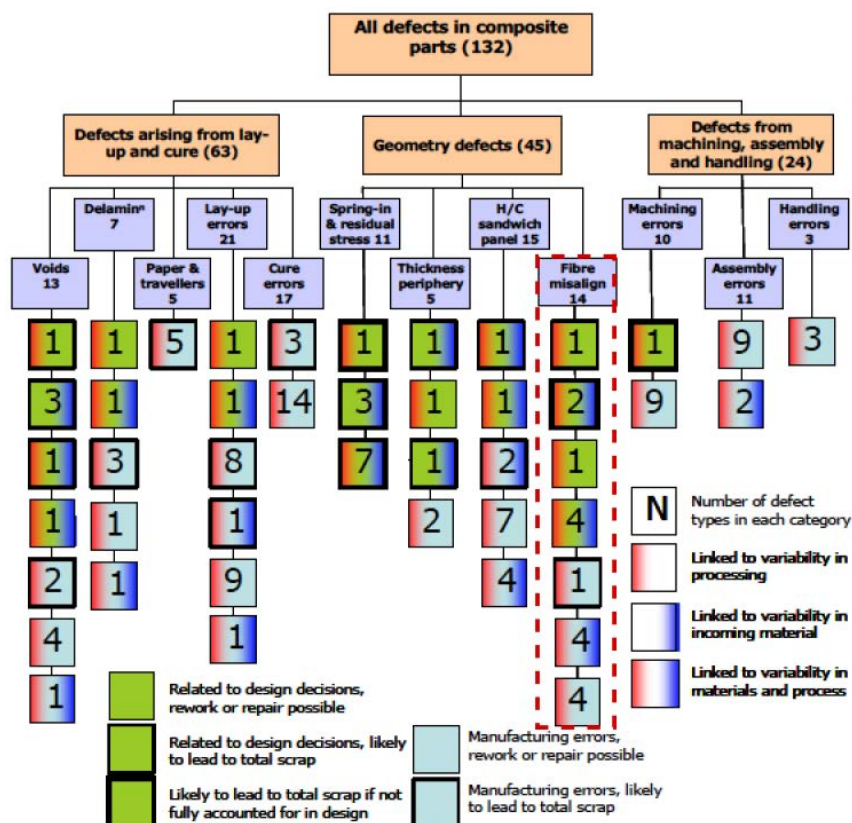 All defects in composite
parts (132)
Defects arising from lay-
up and cure (63)
Geometry defects (45)
Defects from
machining, assembly
and handling (24)
Delaminⁿ
7
Lay-up
errors
21
Spring-in
& residual
stress 11
H/C
sandwich
panel 15
Machining
errors
10
Handling
errors
3
Voids
13
Paper &
travellers
5
Cure
errors
17
Thickness
periphery
5
Fibre
misalign
14
Assembly
errors
11
1
3
1
1
2
4
1
1
1
3
1
1
5
1
1
8
1
9
1
3
14
1
3
7
1
1
1
2
1
1
2
7
4
1
2
1
4
1
4
4
1
9
9
2
3
N
Number of defect
types in each category
Linked to variability in
processing
Linked to variability in
incoming material
Linked to variability in
materials and process
Related to design decisions,
rework or repair possible
Related to design decisions, likely
to lead to total scrap
Likely to lead to total scrap if not
fully accounted for in design
Manufacturing errors,
rework or repair possible
Manufacturing errors, likely
to lead to total scrap